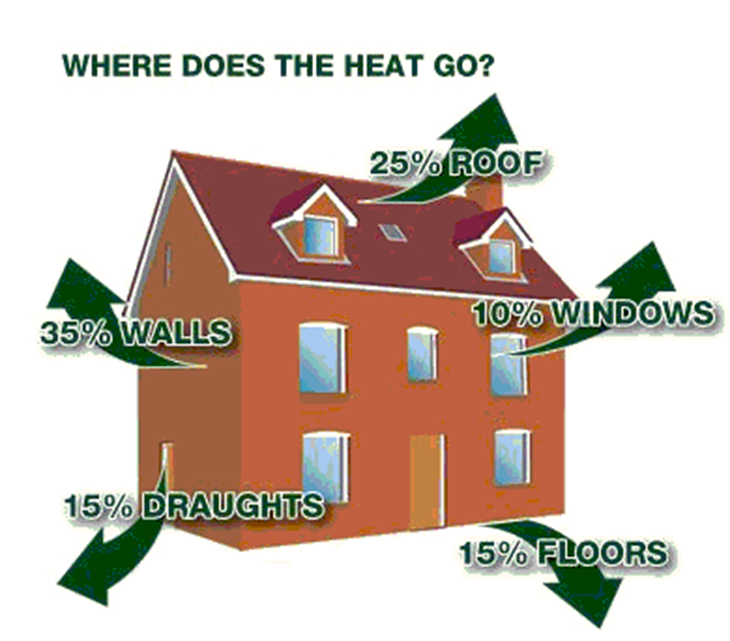 WHERE DOES THE HEAT GO?
25% ROOF
10% WINDOWS
35% WALLS
15% DRAUGHTS
15% FLOORS